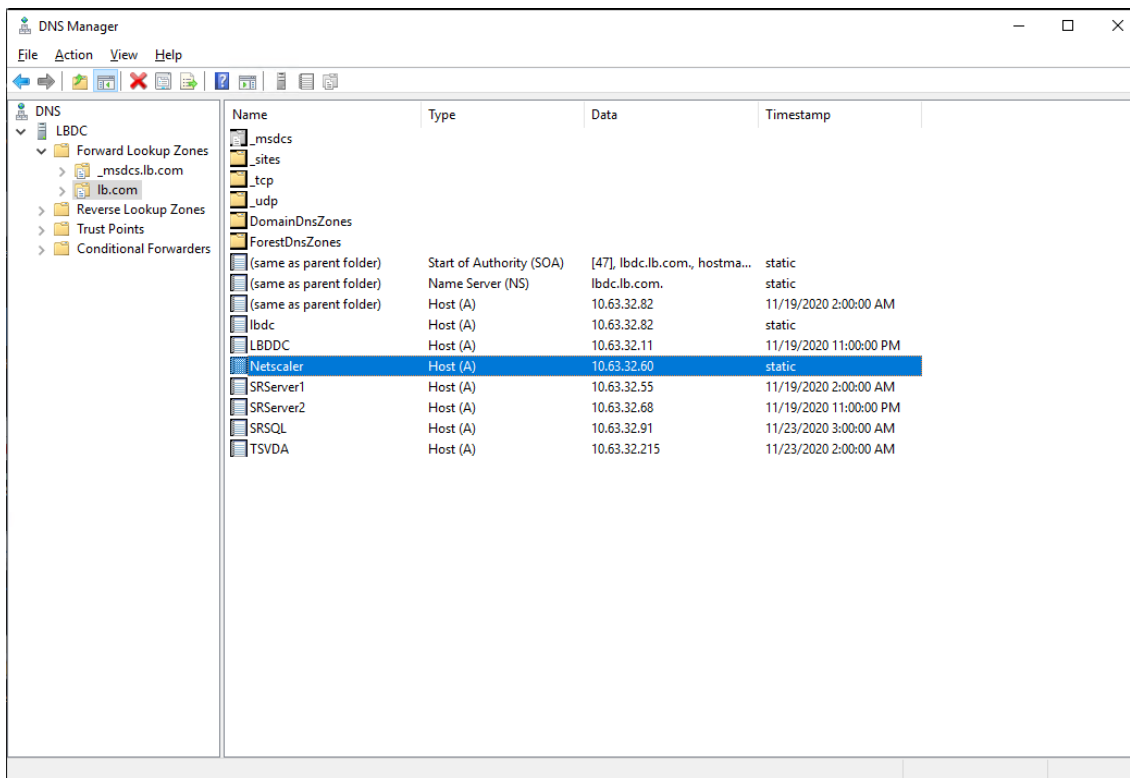 DNS Manager
File Action View Help
DNS
LBDC
Forward Lookup Zones
_msdcs.lb.com
lb.com
Reverse Lookup Zones
Trust Points
Conditional Forwarders
Name Type Data Timestamp
_msdcs
_sites
_tcp
_udp
DomainDnsZones
ForestDnsZones
(same as parent folder) Start of Authority (SOA) [47], lbdc.lb.com., hostma... static
(same as parent folder) Name Server (NS) lbdc.lb.com. static
(same as parent folder) Host (A) 10.63.32.82 11/19/2020 2:00:00 AM
lbdc Host (A) 10.63.32.82 static
LBDDC Host (A) 10.63.32.11 11/19/2020 11:00:00 PM
Netscaler Host (A) 10.63.32.60 static
SRServer1 Host (A) 10.63.32.55 11/19/2020 2:00:00 AM
SRServer2 Host (A) 10.63.32.68 11/19/2020 11:00:00 PM
SRSQL Host (A) 10.63.32.91 11/23/2020 3:00:00 AM
TSVDA Host (A) 10.63.32.215 11/23/2020 2:00:00 AM